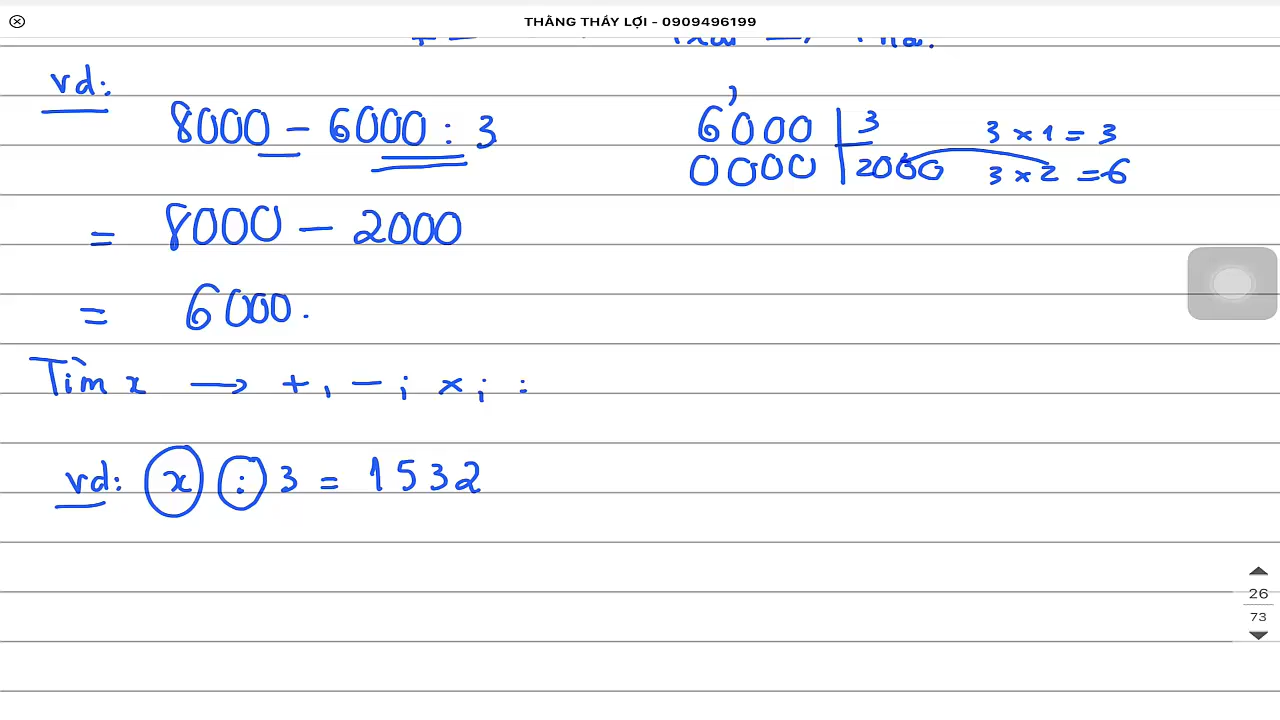 THẦNG THẦY LỢI - 0909496199
vd:
8000 - 6000 : 3
= 8000 - 2000
= 6000.
6000 3
0000 2000
3 x 1 = 3
3 x 2 = 6
Tìm x → +, - ; x ; :
vd: x : 3 = 1532
26
73